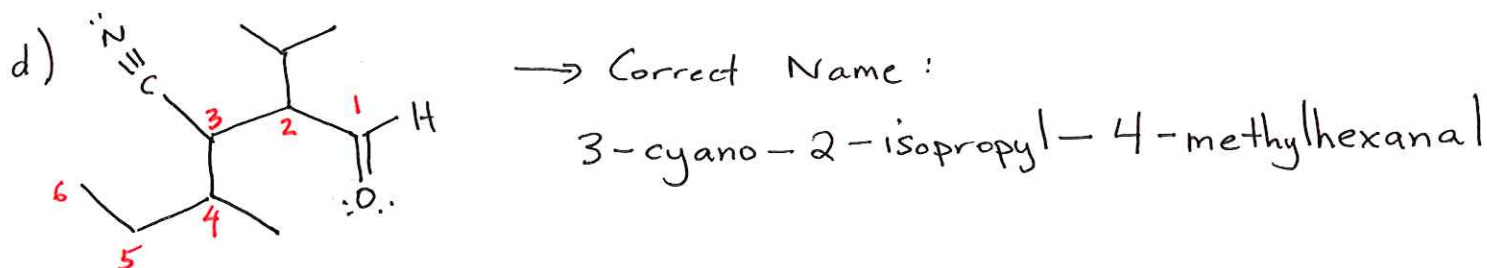 d)
:N≡C
1
H
3
2
:O:
6
4
5
→ Correct Name:
3-cyano-2-isopropyl-4-methylhexanal